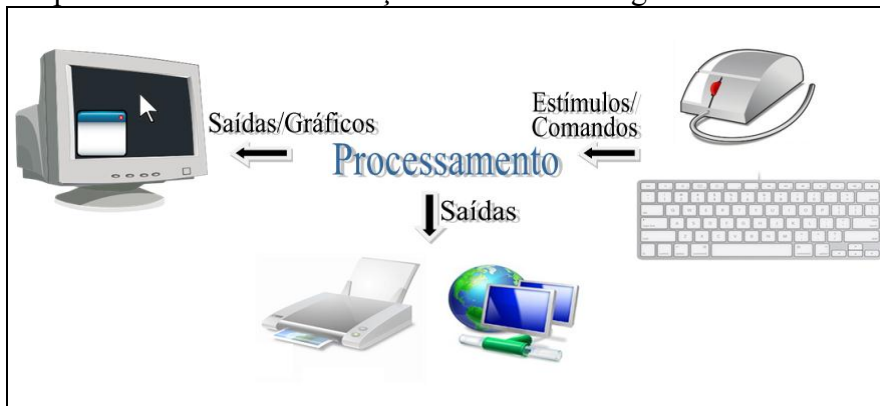 Saídas/Gráficos
Estímulos/
Comandos
Processamento
Saídas